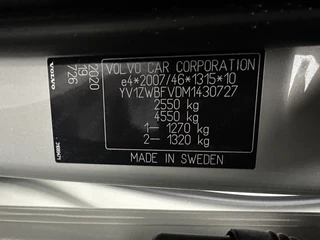 VOLVO CAR CORPORATION
e4*2007/46*1315*10
YV1ZWBFVDM1430727
2550 kg
4550 kg
1— 1270 kg
2— 1320 kg
MADE IN SWEDEN
VOLVO
2020
19
726